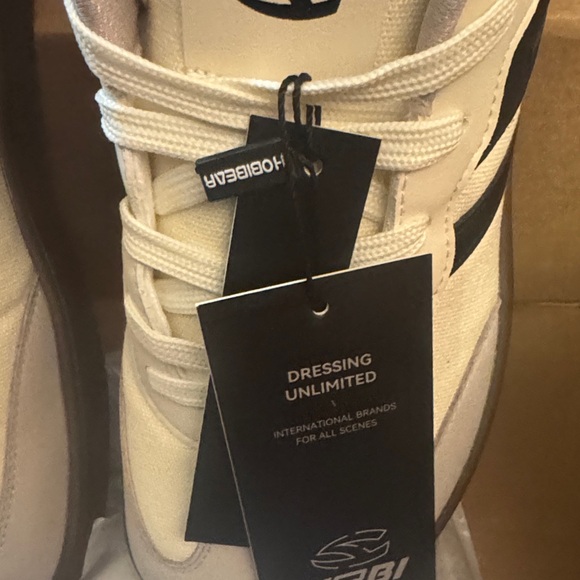 HOBIBEAR
DRESSING
UNLIMITED
INTERNATIONAL BRANDS
FOR ALL SCENES